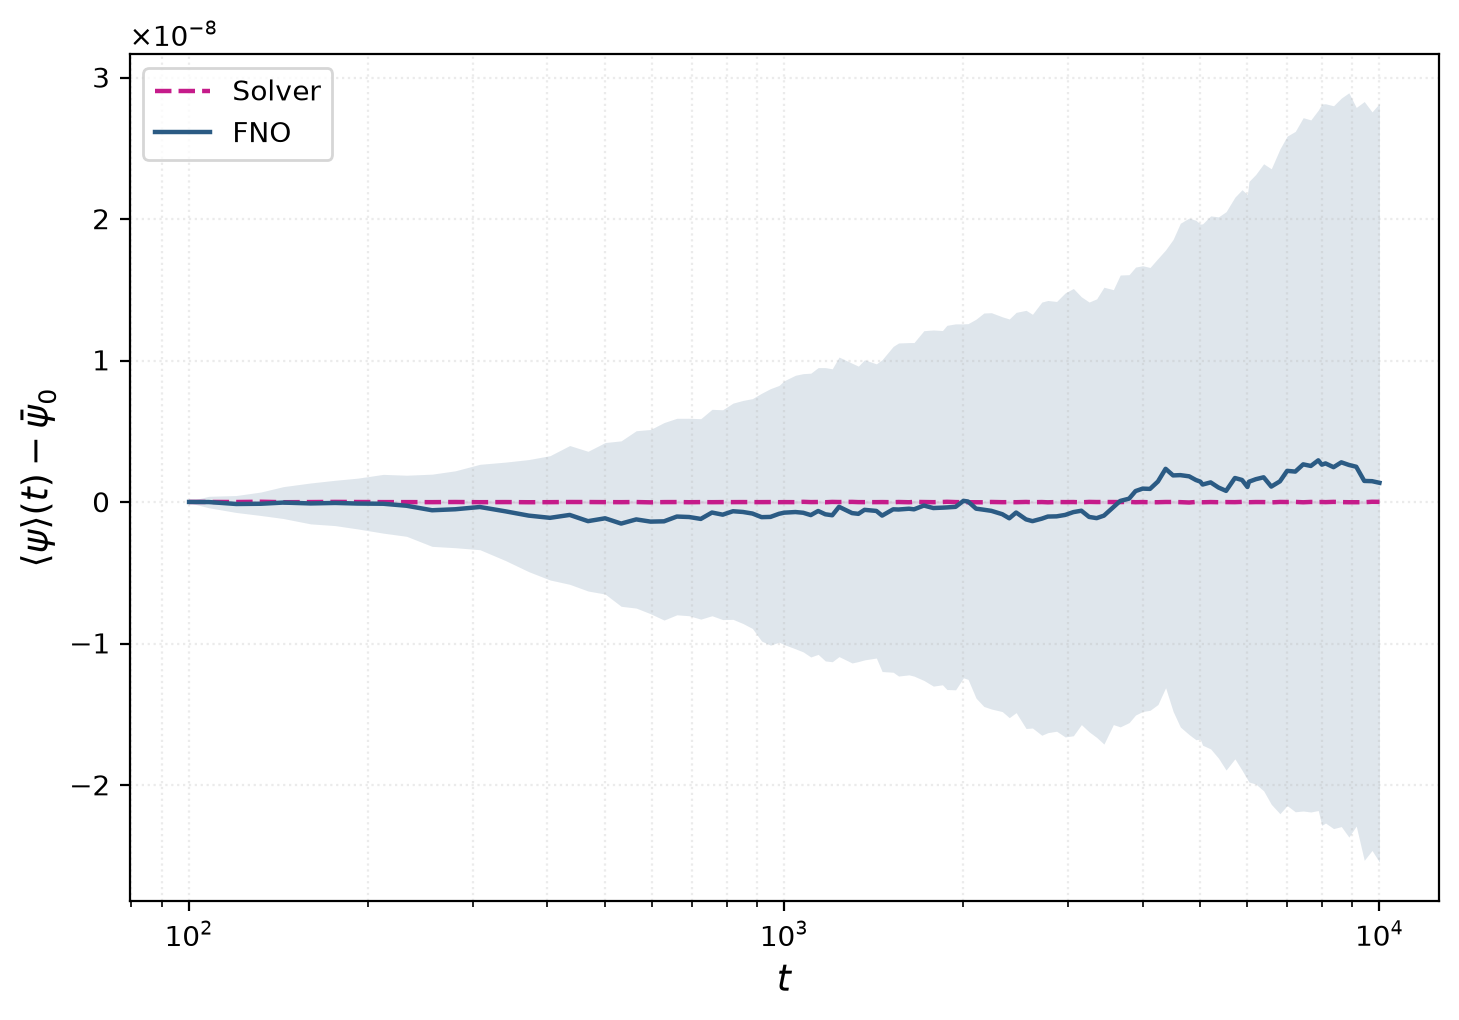 ×10⁻⁸
Solver
FNO
3
2
1
0
−1
−2
⟨ψ⟩(t) − ψ̄₀
10² 10³ 10⁴
t